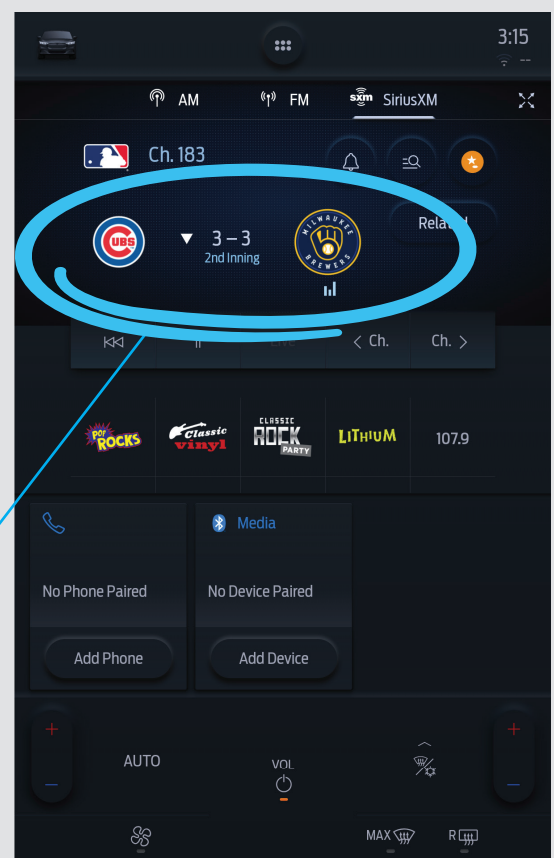 3:15
--
AM FM sxm SiriusXM
Ch. 183
CUBS
3 – 3
2nd Inning
MILWAUKEE
BREWERS
Live
< Ch. Ch. >
POP ROCKS
Classic
vinyl
CLASSIC
ROCK
PARTY
LITHIUM
107.9
Media
No Phone Paired No Device Paired
Add Phone Add Device
+ +
AUTO VOL
– –
MAX R